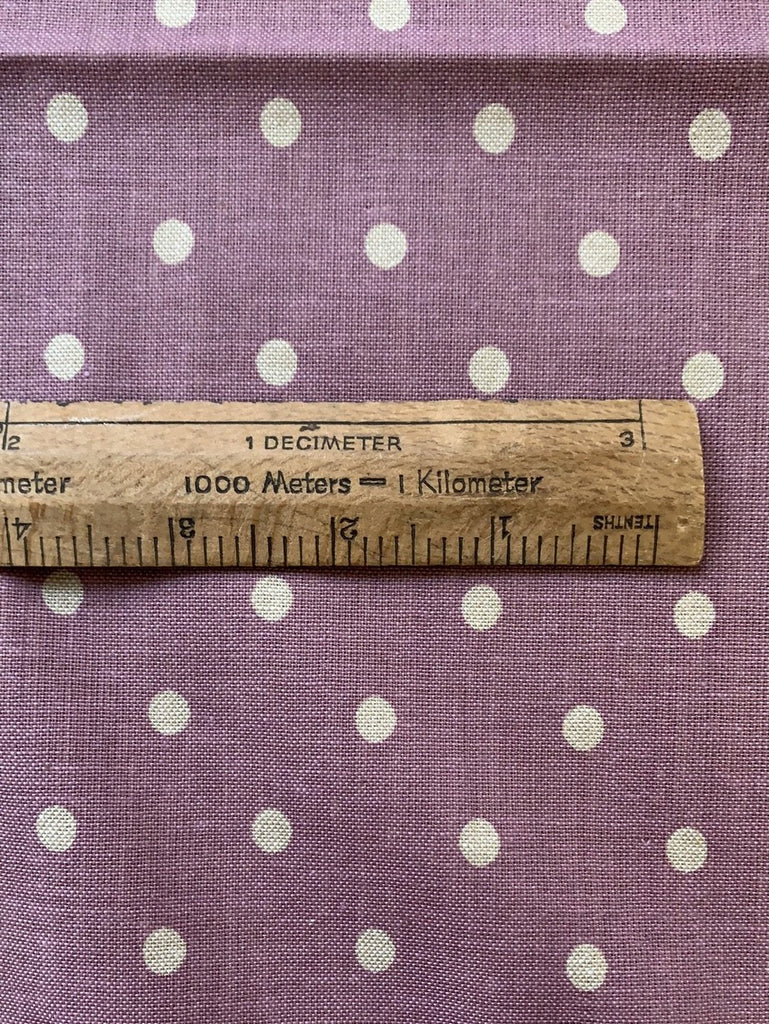 2 1 DECIMETER 3
meter 1000 Meters = 1 Kilometer
4 3 2 1 TENTHS